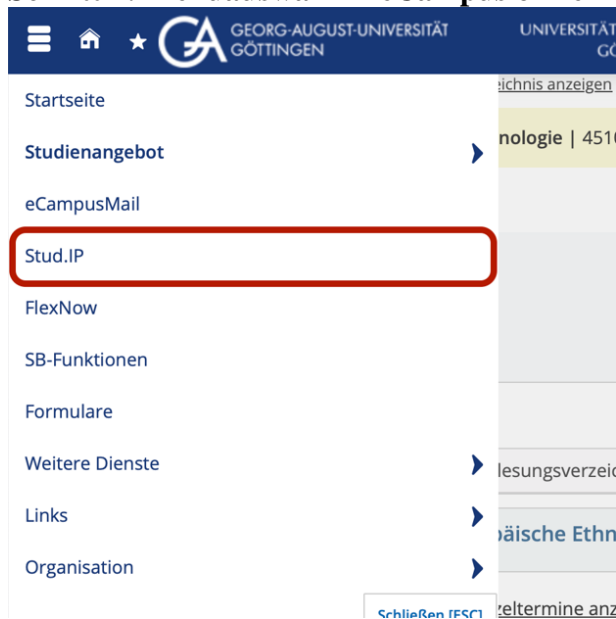 GEORG-AUGUST-UNIVERSITÄT
GÖTTINGEN
UNIVERSITÄT
Startseite
eichnis anzeigen
Studienangebot
nologie | 451
eCampusMail
Stud.IP
FlexNow
SB-Funktionen
Formulare
Weitere Dienste
lesungsverzei
Links
päische Ethn
Organisation
Schließen [ESC]
zeltermine anz